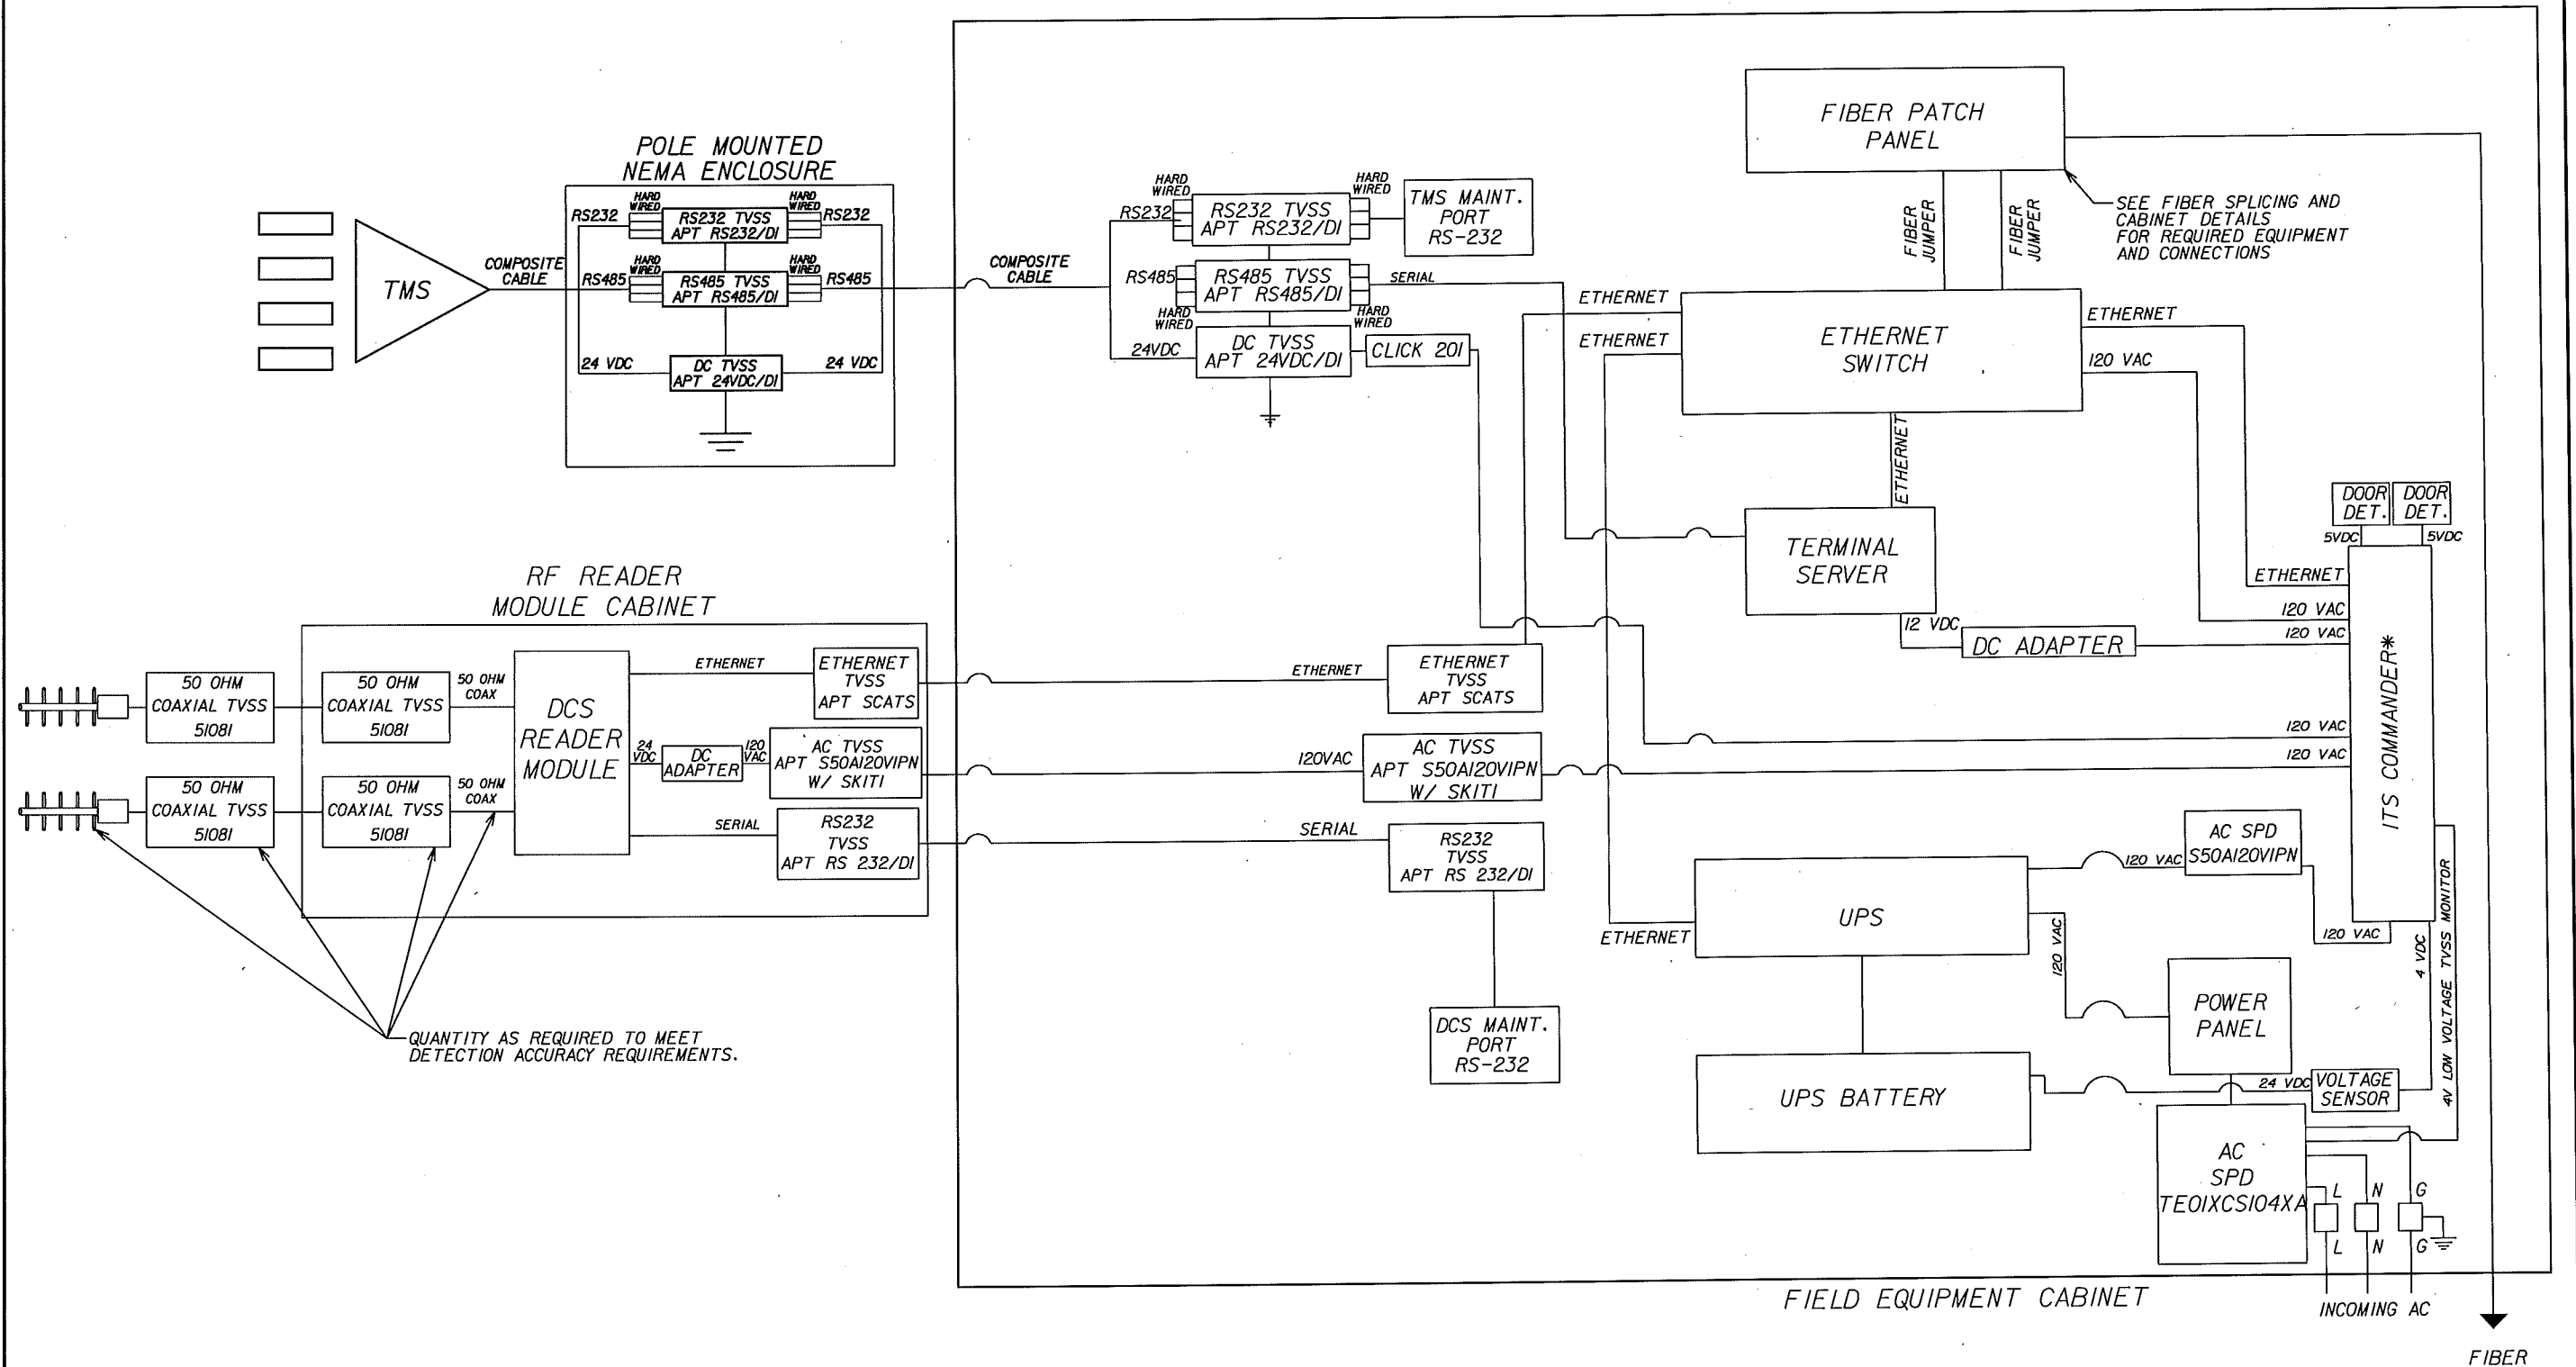 POLE MOUNTED
NEMA ENCLOSURE
TMS
COMPOSITE
CABLE
RS232
HARD
WIRED
RS232 TVSS
APT RS232/DI
HARD
WIRED
RS232
RS485
HARD
WIRED
RS485 TVSS
APT RS485/DI
HARD
WIRED
RS485
24 VDC
DC TVSS
APT 24VDC/DI
24 VDC
COMPOSITE
CABLE
HARD
WIRED
RS232
RS232 TVSS
APT RS232/DI
HARD
WIRED
TMS MAINT.
PORT
RS-232
RS485
RS485 TVSS
APT RS485/DI
SERIAL
HARD
WIRED
HARD
WIRED
24VDC
DC TVSS
APT 24VDC/DI
CLICK 201
FIBER PATCH
PANEL
SEE FIBER SPLICING AND
CABINET DETAILS
FOR REQUIRED EQUIPMENT
AND CONNECTIONS
FIBER
JUMPER
FIBER
JUMPER
ETHERNET
ETHERNET
ETHERNET
SWITCH
ETHERNET
120 VAC
ETHERNET
TERMINAL
SERVER
12 VDC
DC ADAPTER
DOOR
DET.
DOOR
DET.
5VDC
5VDC
ETHERNET
120 VAC
120 VAC
120 VAC
120 VAC
ITS COMMANDER*
RF READER
MODULE CABINET
50 OHM
COAXIAL TVSS
51081
50 OHM
COAXIAL TVSS
51081
50 OHM
COAX
50 OHM
COAXIAL TVSS
51081
50 OHM
COAXIAL TVSS
51081
50 OHM
COAX
DCS
READER
MODULE
ETHERNET
ETHERNET
TVSS
APT SCATS
24
VDC
DC
ADAPTER
120
VAC
AC TVSS
APT S50A120VIPN
W/ SKITI
SERIAL
RS232
TVSS
APT RS 232/DI
QUANTITY AS REQUIRED TO MEET
DETECTION ACCURACY REQUIREMENTS.
ETHERNET
ETHERNET
TVSS
APT SCATS
120VAC
AC TVSS
APT S50A120VIPN
W/ SKITI
SERIAL
RS232
TVSS
APT RS 232/DI
DCS MAINT.
PORT
RS-232
UPS
ETHERNET
120 VAC
AC SPD
S50A120VIPN
120 VAC
120 VAC
4 VDC
4V LOW VOLTAGE TVSS MONITOR
POWER
PANEL
UPS BATTERY
24 VDC
VOLTAGE
SENSOR
AC
SPD
TE01XCS104XA
L
N
G
L
N
G
INCOMING AC
FIELD EQUIPMENT CABINET
FIBER